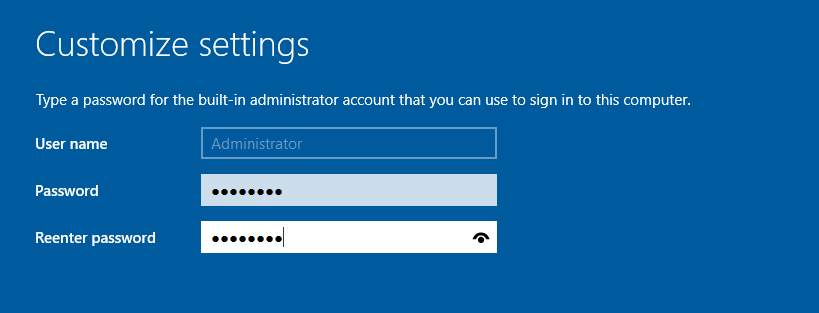 Customize settings
Type a password for the built-in administrator account that you can use to sign in to this computer.
User name
Administrator
Password
●●●●●●●●
Reenter password
●●●●●●●●